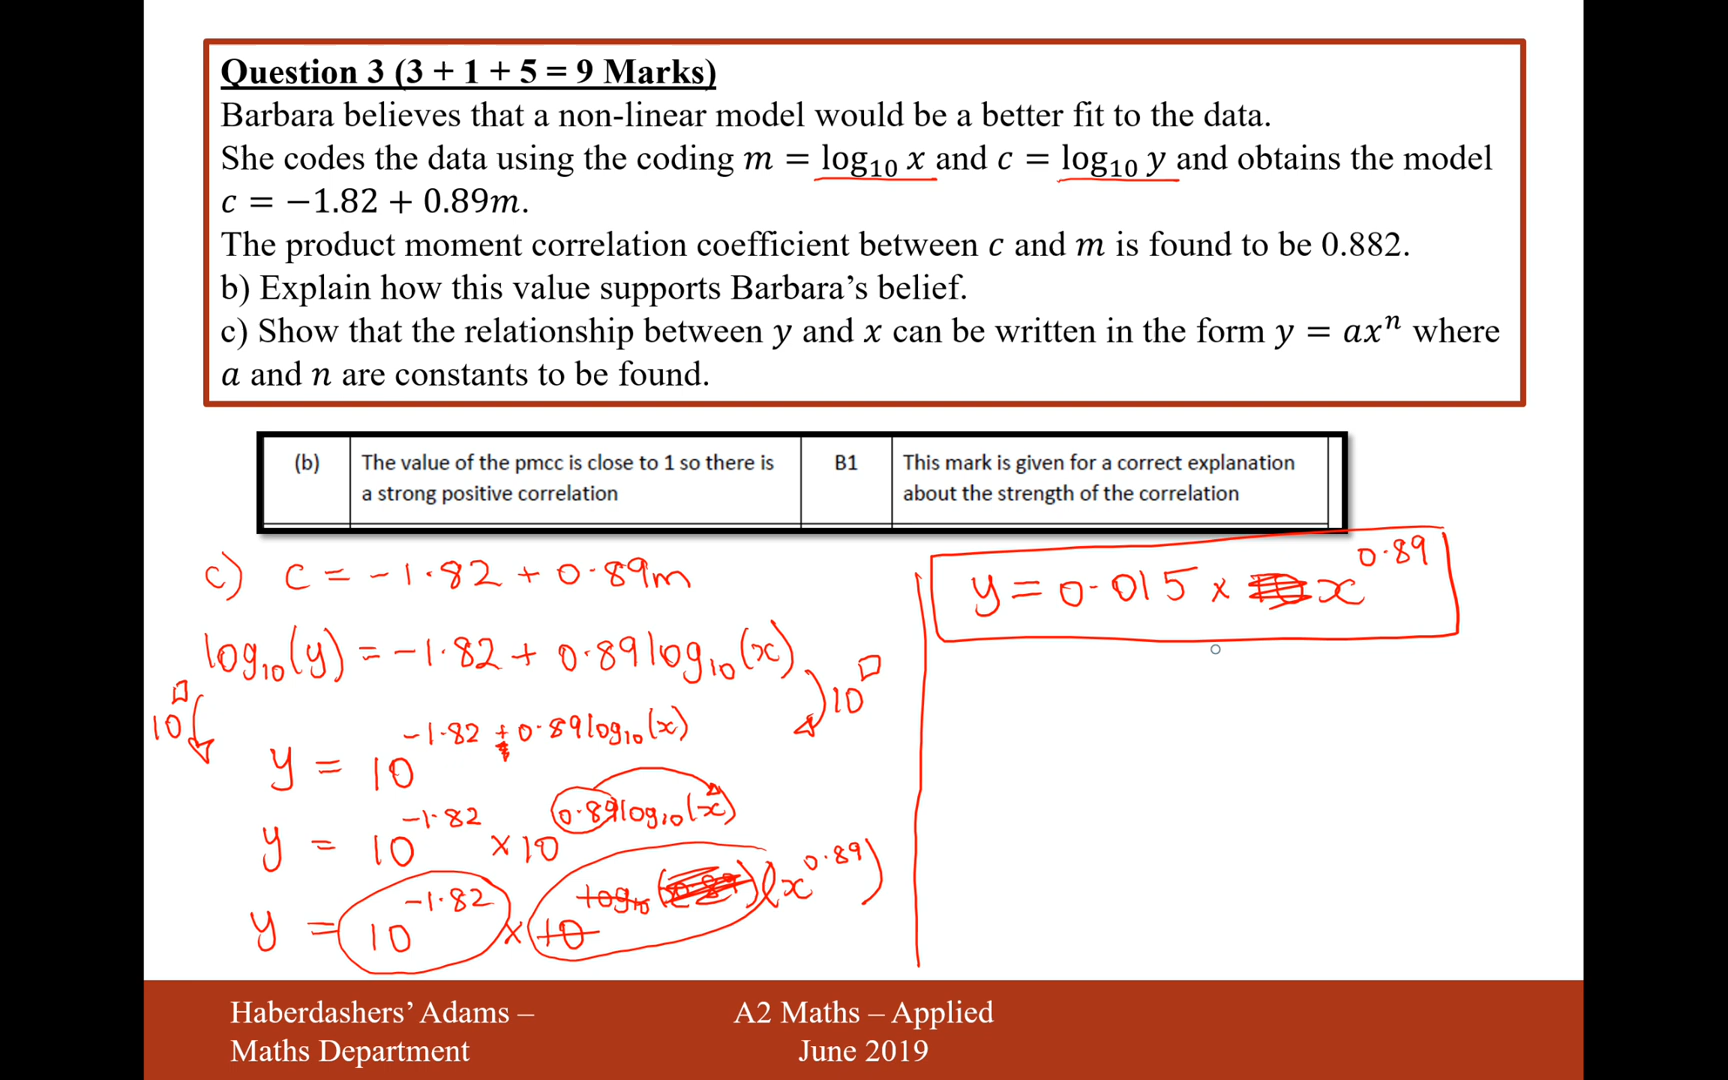 Question 3 (3 + 1 + 5 = 9 Marks)
Barbara believes that a non-linear model would be a better fit to the data.
She codes the data using the coding m = log₁₀ x and c = log₁₀ y and obtains the model
c = −1.82 + 0.89m.
The product moment correlation coefficient between c and m is found to be 0.882.
b) Explain how this value supports Barbara's belief.
c) Show that the relationship between y and x can be written in the form y = axⁿ where
a and n are constants to be found.
(b) The value of the pmcc is close to 1 so there is B1 This mark is given for a correct explanation
a strong positive correlation about the strength of the correlation
c) c = -1.82 + 0.89m
log₁₀(y) = -1.82 + 0.89log₁₀(x)
10^□ 10^□
y = 10^(-1.82 + 0.89log₁₀(x))
y = 10^(-1.82) × 10^(0.89log₁₀(x))
y = 10^(-1.82) × 10^(log₁₀) (x^0.89)
y = 0.015 × x^0.89
Haberdashers' Adams –
Maths Department
A2 Maths – Applied
June 2019